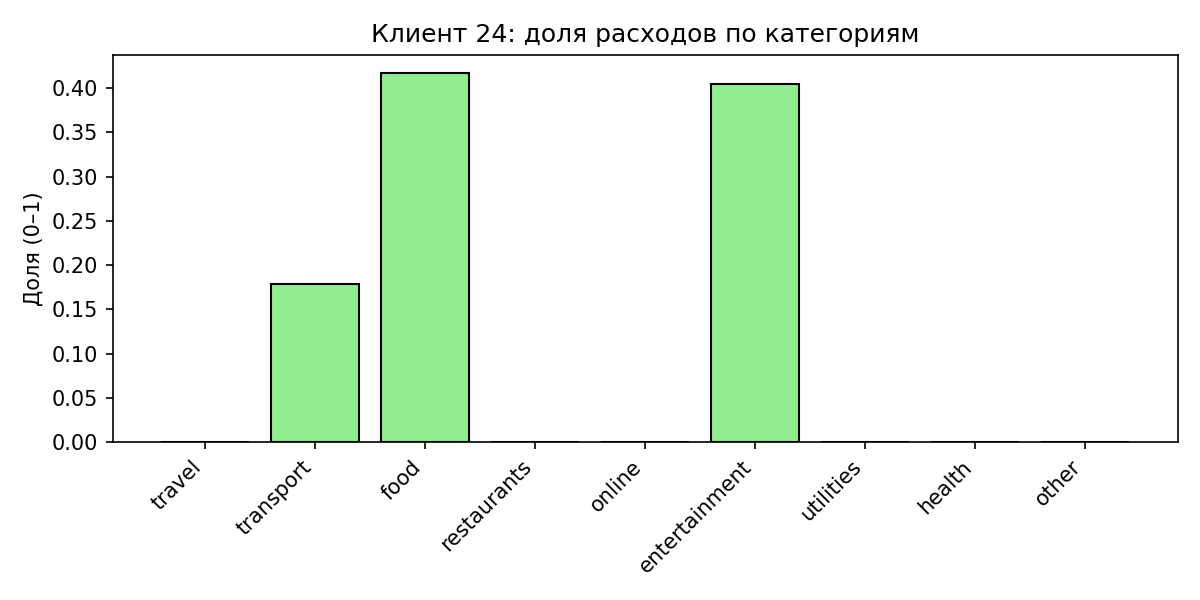 Клиент 24: доля расходов по категориям
Доля (0–1)
0.40
0.35
0.30
0.25
0.20
0.15
0.10
0.05
0.00
travel
transport
food
restaurants
online
entertainment
utilities
health
other